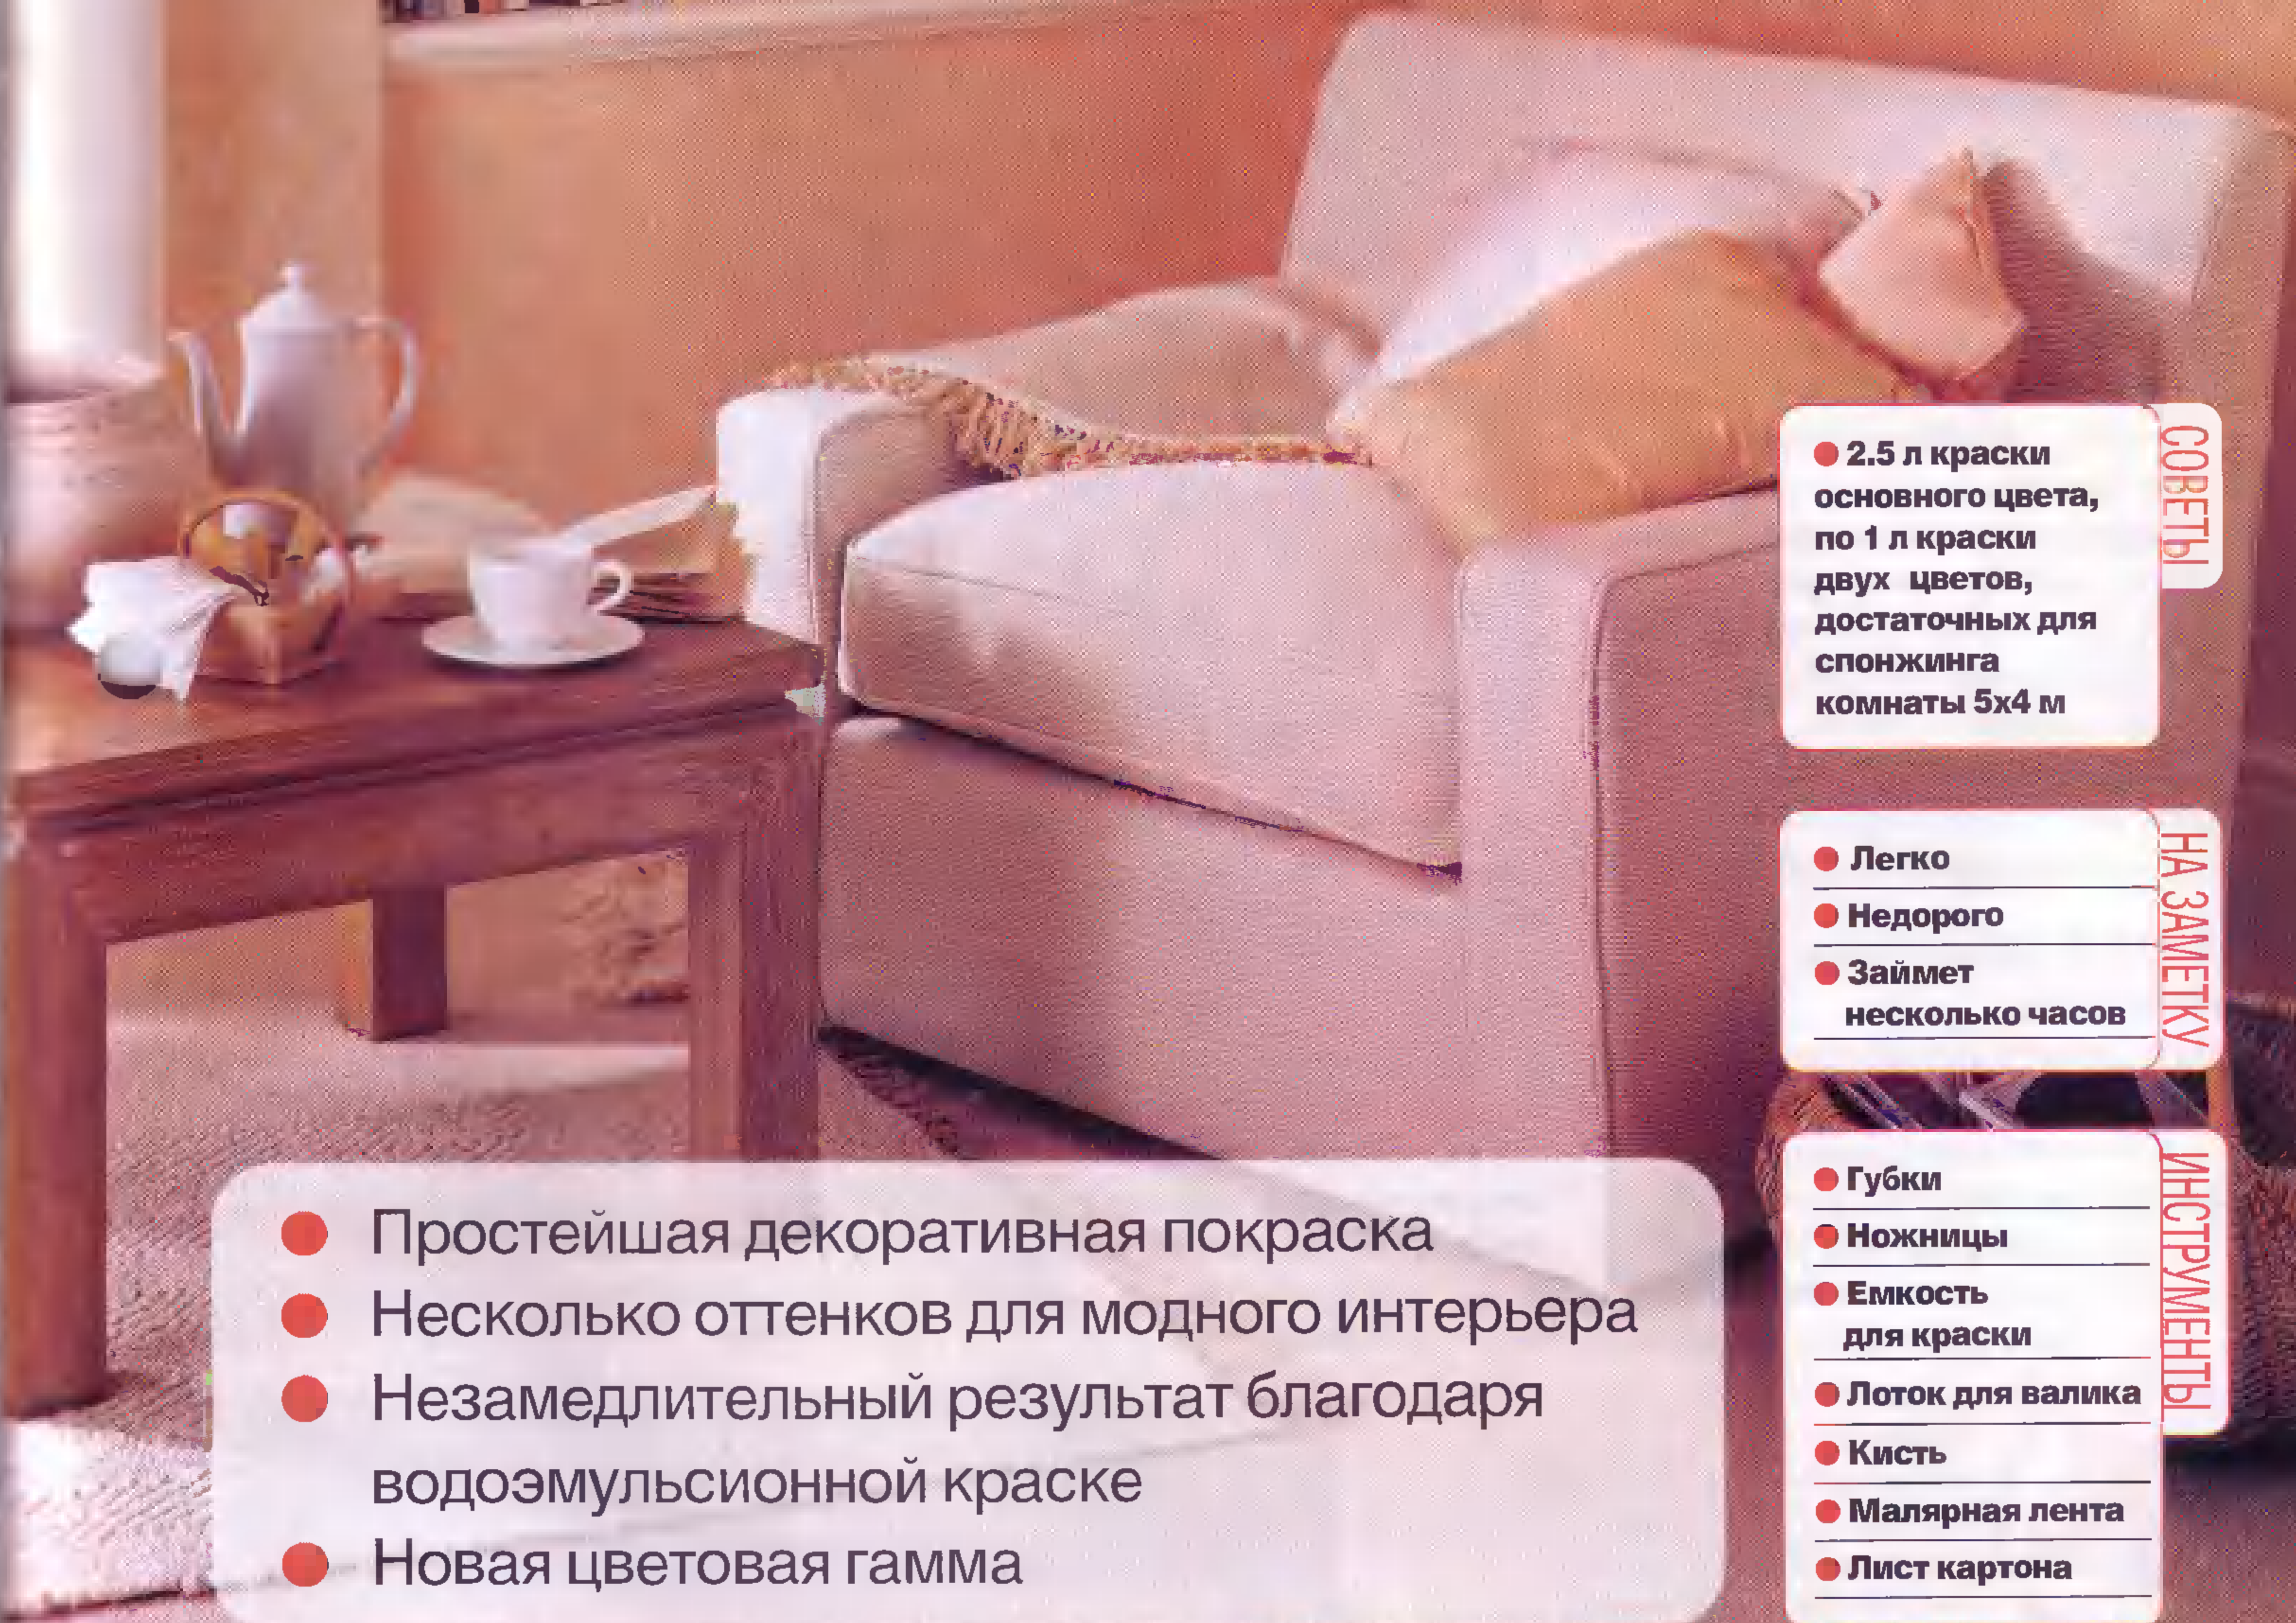 СОВЕТЫ
2.5 л краски
основного цвета,
по 1 л краски
двух цветов,
достаточных для
спонжинга
комнаты 5х4 м
НА ЗАМЕТКУ
Легко
Недорого
Займет
несколько часов
ИНСТРУМЕНТЫ
Губки
Ножницы
Емкость
для краски
Лоток для валика
Кисть
Малярная лента
Лист картона
Простейшая декоративная покраска
Несколько оттенков для модного интерьера
Незамедлительный результат благодаря
водоэмульсионной краске
Новая цветовая гамма